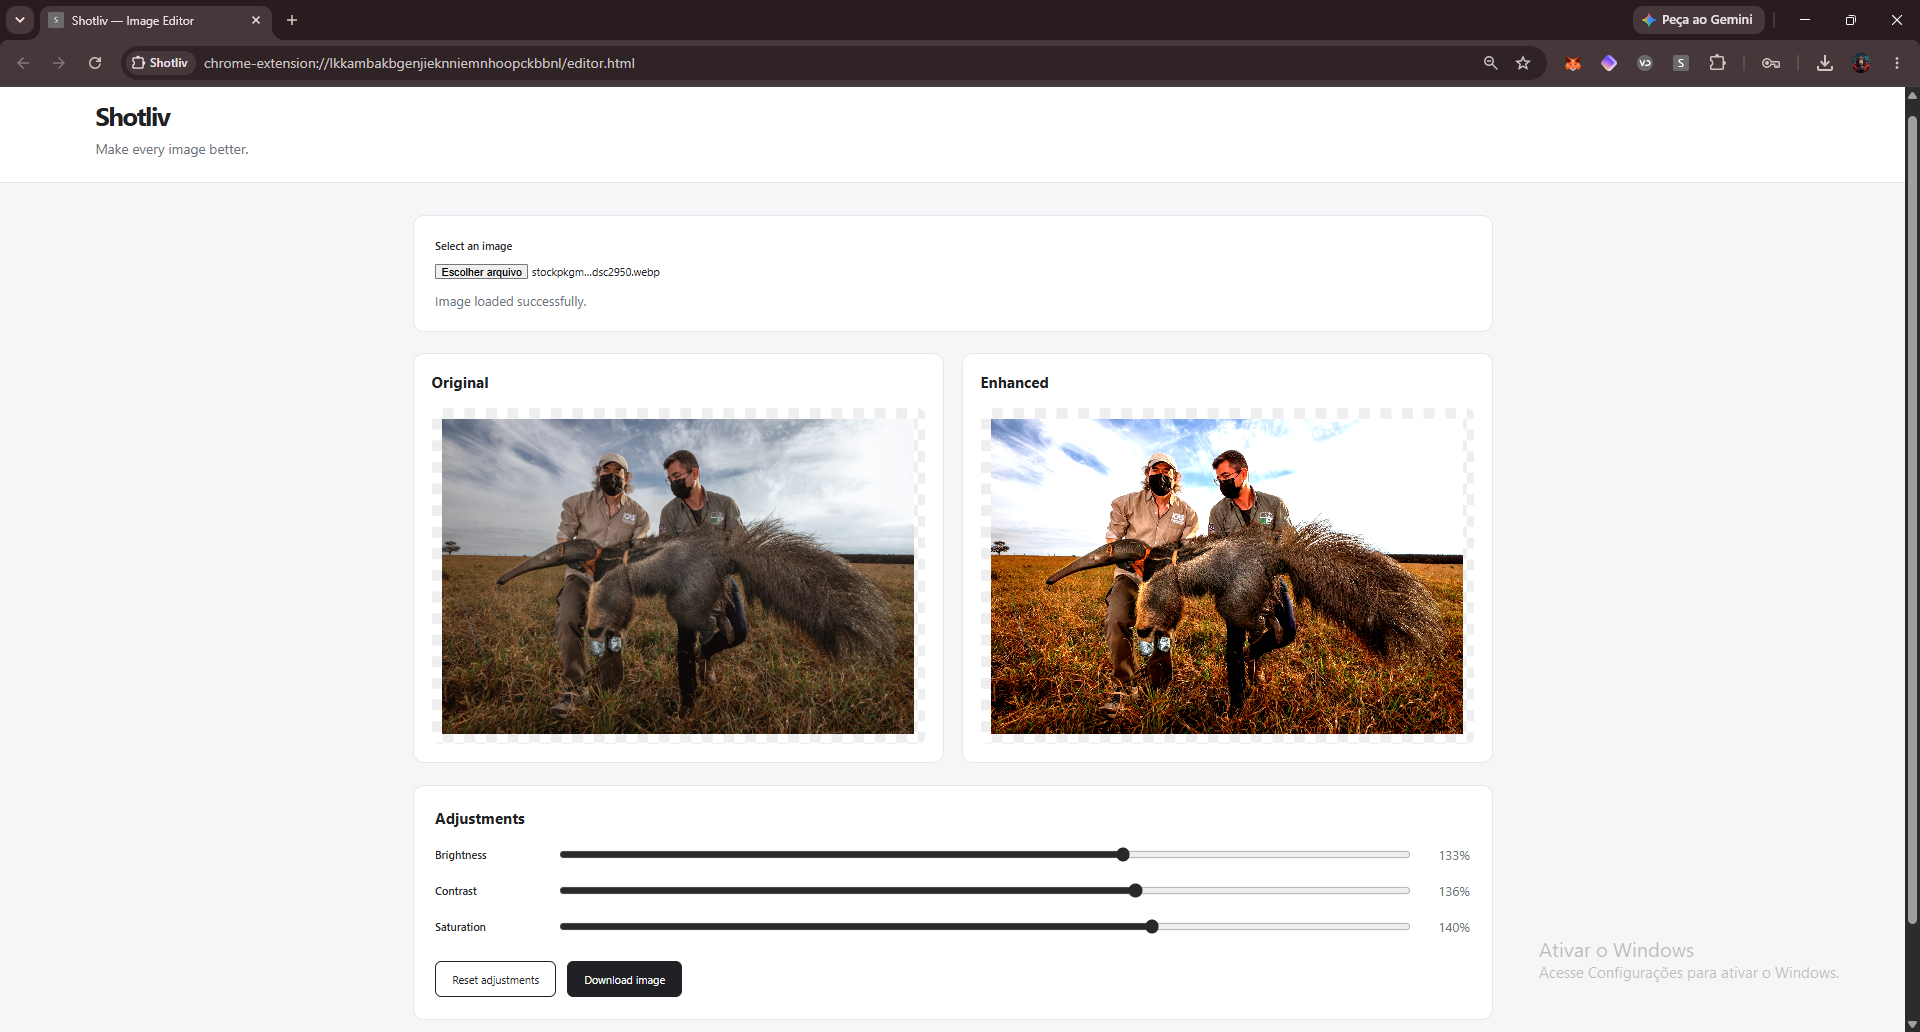 Shotliv — Image Editor
Peça ao Gemini
Shotliv
chrome-extension://lkkambakbgenjieknniemnhoopckbbnl/editor.html
Shotliv
Make every image better.
Select an image
Escolher arquivo stockpkgm...dsc2950.webp
Image loaded successfully.
Original
Enhanced
Adjustments
Brightness 133%
Contrast 136%
Saturation 140%
Reset adjustments
Download image
Ativar o Windows
Acesse Configurações para ativar o Windows.